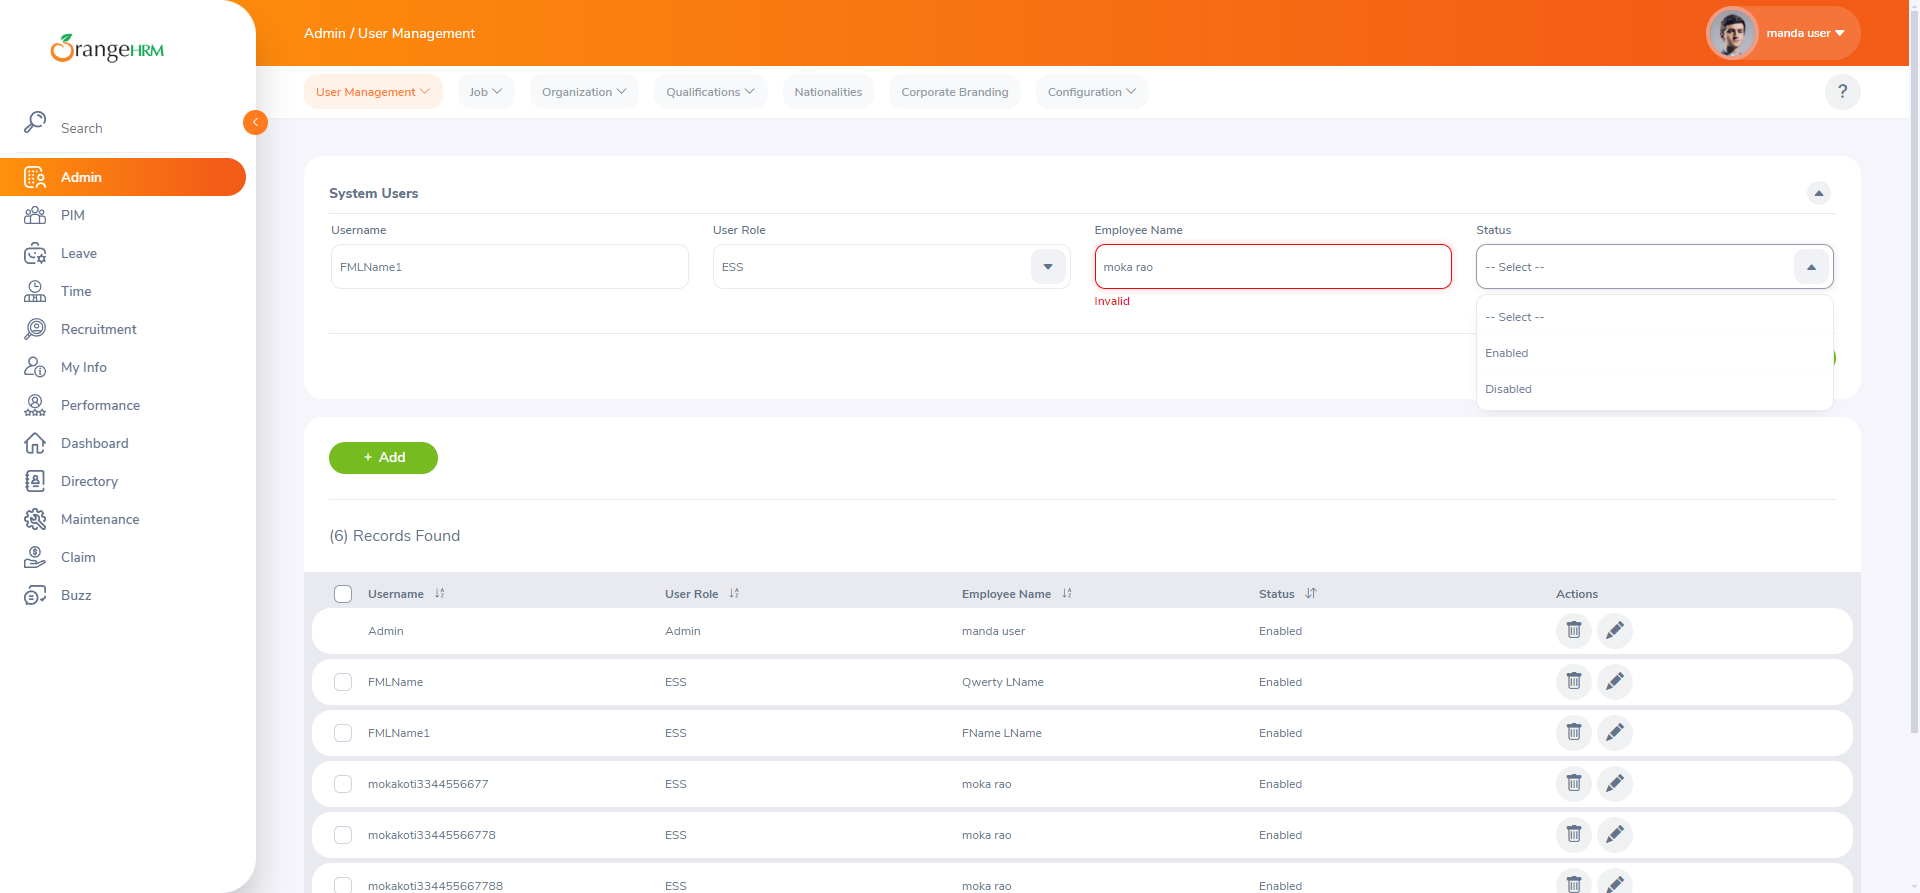 OrangeHRM
Search
Admin
PIM
Leave
Time
Recruitment
My Info
Performance
Dashboard
Directory
Maintenance
Claim
Buzz
Admin / User Management
manda user
User Management
Job
Organization
Qualifications
Nationalities
Corporate Branding
Configuration
?
System Users
Username
User Role
Employee Name
Status
FMLName1
ESS
moka rao
-- Select --
Invalid
-- Select --
Enabled
Disabled
+ Add
(6) Records Found
Username User Role Employee Name Status Actions
Admin Admin manda user Enabled
FMLName ESS Qwerty LName Enabled
FMLName1 ESS FName LName Enabled
mokakoti3344556677 ESS moka rao Enabled
mokakoti33445566778 ESS moka rao Enabled
mokakoti334455667788 ESS moka rao Enabled